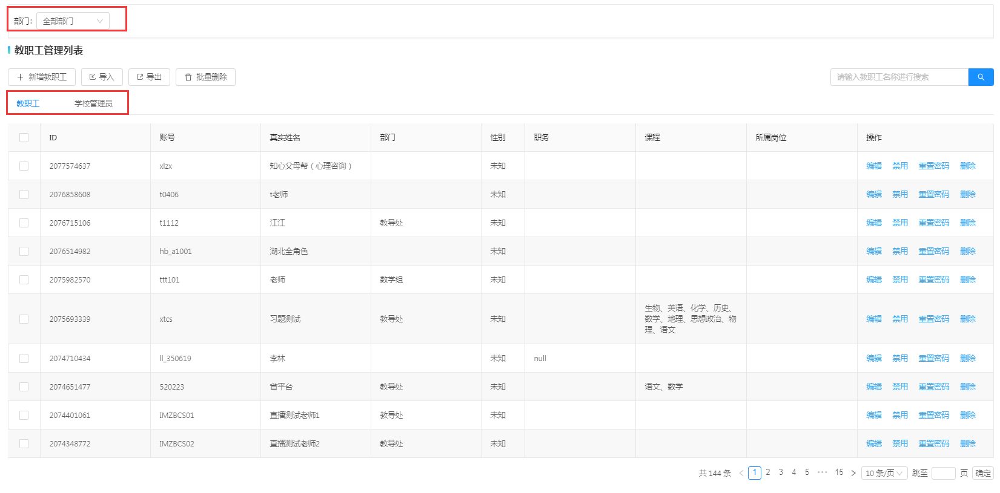 部门: 全部部门
教职工管理列表
新增教职工 导入 导出 批量删除 请输入教职工名称进行搜索
教职工 学校管理员
ID 账号 真实姓名 部门 性别 职务 课程 所属岗位 操作
2077574637 xlzx 知心父母帮（心理咨询） 未知 编辑 禁用 重置密码 删除
2076858608 t0406 t老师 未知 编辑 禁用 重置密码 删除
2076715106 t1112 江江 教导处 未知 编辑 禁用 重置密码 删除
2076514982 hb_a1001 湖北全角色 未知 编辑 禁用 重置密码 删除
2075982570 ttt101 老师 数学组 未知 编辑 禁用 重置密码 删除
2075693339 xtcs 习题测试 教导处 未知 生物、英语、化学、历史、
数学、地理、思想政治、物
理、语文 编辑 禁用 重置密码 删除
2074710434 ll_350619 李林 未知 null 编辑 禁用 重置密码 删除
2074651477 520223 省平台 教导处 未知 语文、数学 编辑 禁用 重置密码 删除
2074401061 IMZBCS01 直播测试老师1 教导处 未知 编辑 禁用 重置密码 删除
2074348772 IMZBCS02 直播测试老师2 教导处 未知 编辑 禁用 重置密码 删除
共 144 条 < 1 2 3 4 5 ··· 15 > 10 条/页 跳至 页 确定